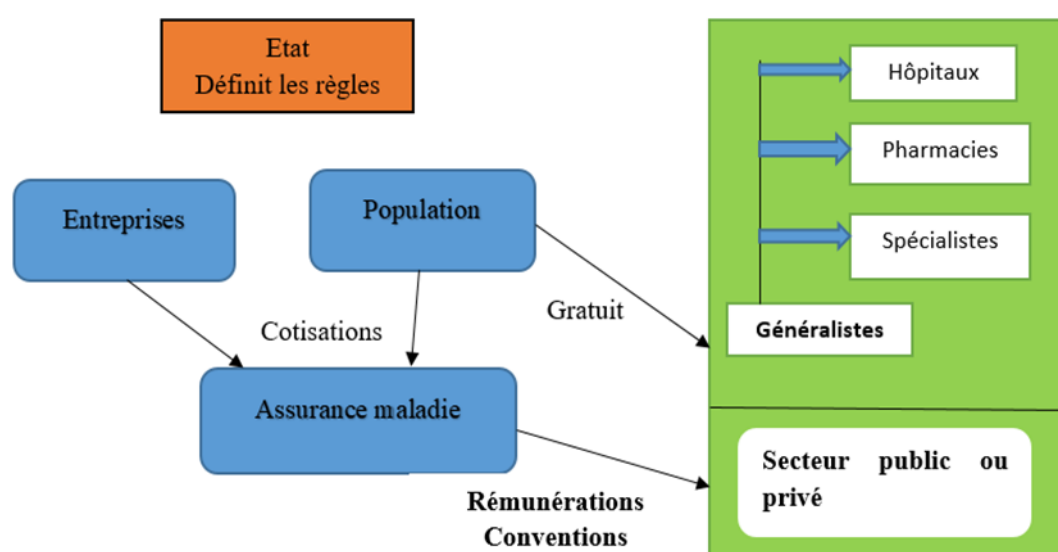 Etat
Définit les règles
Hôpitaux
Pharmacies
Spécialistes
Généralistes
Entreprises
Population
Cotisations
Gratuit
Assurance maladie
Rémunérations
Conventions
Secteur public ou
privé